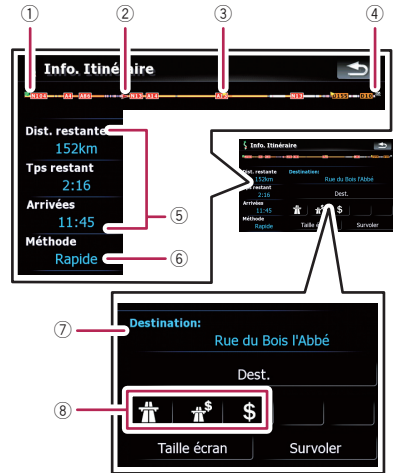 ① ② ③ ④
Info. Itinéraire
Dist. restante
152km
Tps restant
2:16
Arrivées
11:45
Méthode
Rapide
⑤
⑥
Info. Itinéraire
Dist. restante
152km
Tps restant
2:16
Arrivées
11:45
Méthode
Rapide
Destination:
Rue du Bois l'Abbé
Dest.
$ $
Survoler
⑦
Destination:
Rue du Bois l'Abbé
Dest.
⑧
$ $
Taille écran
Survoler